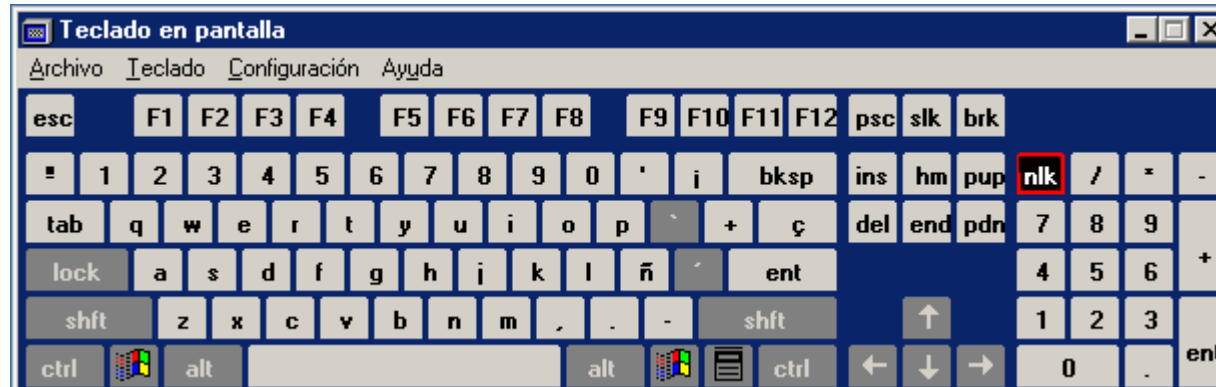 Teclado en pantalla
Archivo Teclado Configuración Ayuda
esc F1 F2 F3 F4 F5 F6 F7 F8 F9 F10 F11 F12 psc slk brk
º 1 2 3 4 5 6 7 8 9 0 ' ¡ bksp ins hm pup nlk / * -
tab q w e r t y u i o p ` + ç del end pdn 7 8 9
lock a s d f g h j k l ñ ´ ent 4 5 6 +
shft z x c v b n m , . - shft ↑ 1 2 3
ctrl alt alt ctrl ← ↓ → 0 . ent